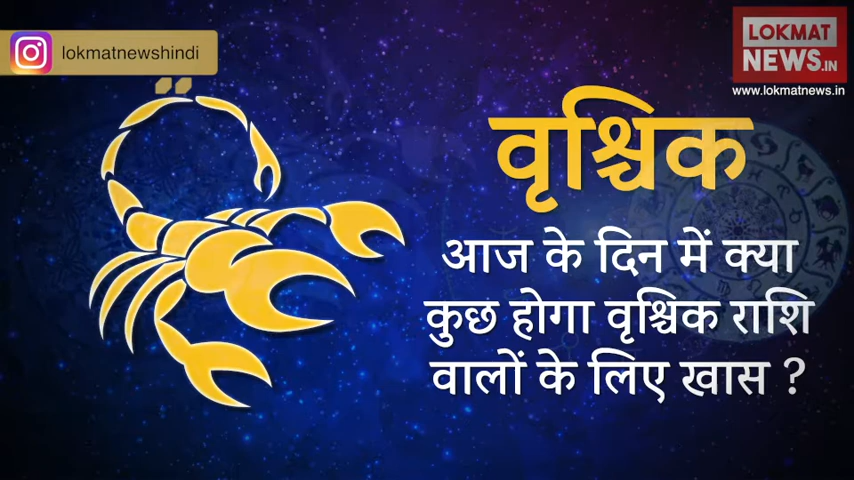 lokmatnewshindi
LOKMAT
NEWS.IN
www.lokmatnews.in
वृश्चिक
आज के दिन में क्या
कुछ होगा वृश्चिक राशि
वालों के लिए खास ?